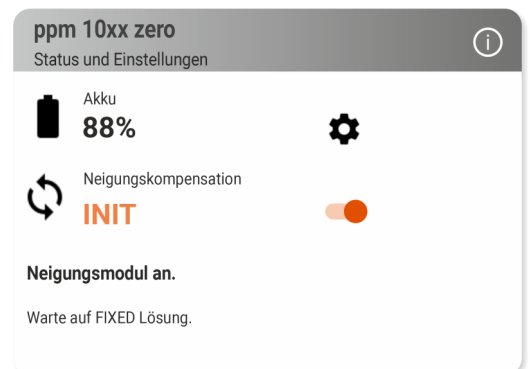 ppm 10xx zero
Status und Einstellungen
Akku
88%
Neigungskompensation
INIT
Neigungsmodul an.
Warte auf FIXED Lösung.